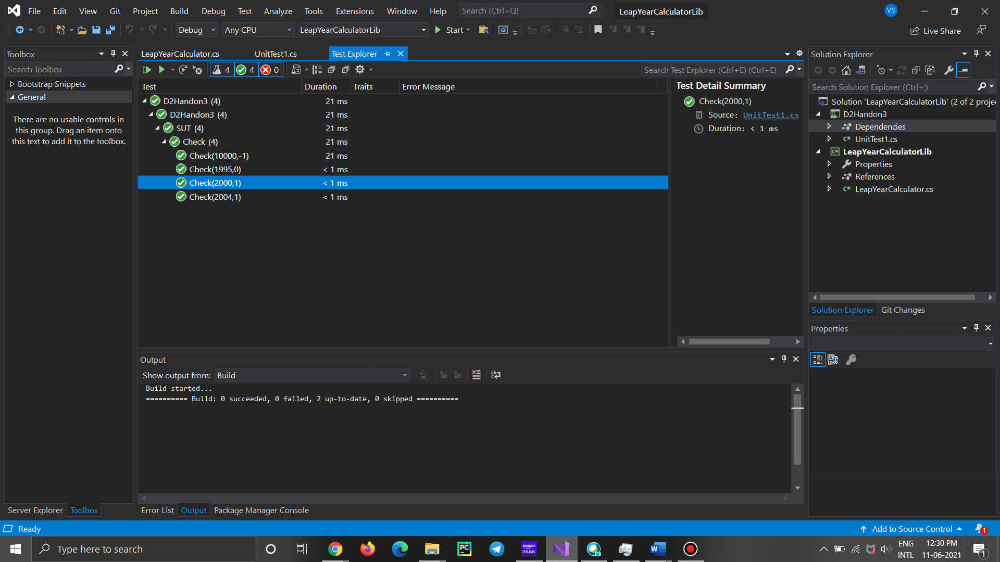 File Edit View Git Project Build Debug Test Analyze Tools Extensions Window Help Search (Ctrl+Q) LeapYearCalculatorLib VS
Debug Any CPU LeapYearCalculatorLib Start Live Share
Toolbox
Search Toolbox
Bootstrap Snippets
General
There are no usable controls in
this group. Drag an item onto
this text to add it to the toolbox.
Server Explorer Toolbox
LeapYearCalculator.cs UnitTest1.cs Test Explorer
4 4 0 Search Test Explorer (Ctrl+E) (Ctrl+E)
Test Duration Traits Error Message
D2Handon3 (4) 21 ms
D2Handon3 (4) 21 ms
SUT (4) 21 ms
Check (4) 21 ms
Check(10000,-1) 21 ms
Check(1995,0) < 1 ms
Check(2000,1) < 1 ms
Check(2004,1) < 1 ms
Test Detail Summary
Check(2000,1)
Source: UnitTest1.cs
Duration: < 1 ms
Output
Show output from: Build
Build started...
========== Build: 0 succeeded, 0 failed, 2 up-to-date, 0 skipped ==========
Error List Output Package Manager Console
Solution Explorer
Search Solution Explorer (Ctrl+;)
Solution 'LeapYearCalculatorLib' (2 of 2 proje
D2Handon3
Dependencies
C# UnitTest1.cs
C# LeapYearCalculatorLib
Properties
References
C# LeapYearCalculator.cs
Solution Explorer Git Changes
Properties
Ready Add to Source Control 1
Type here to search PC amazon music W ENG 12:30 PM
INTL 11-06-2021 1